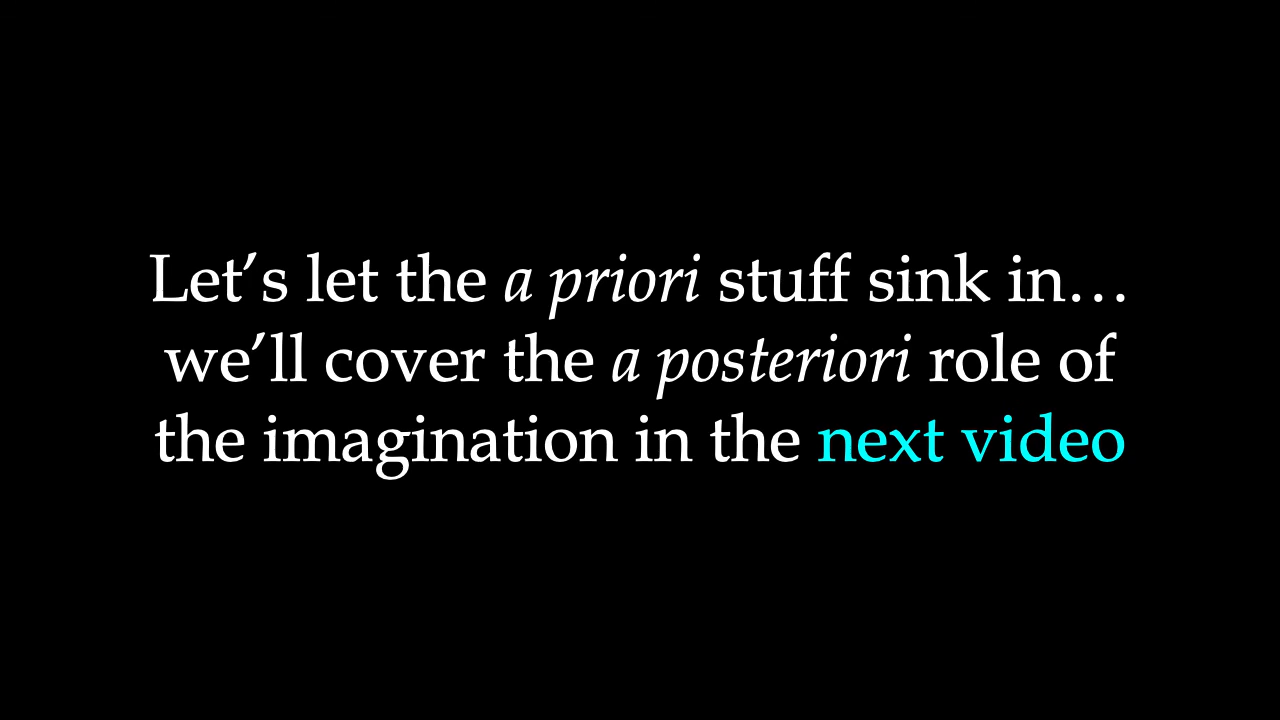 Let’s let the a priori stuff sink in…
we’ll cover the a posteriori role of
the imagination in the next video